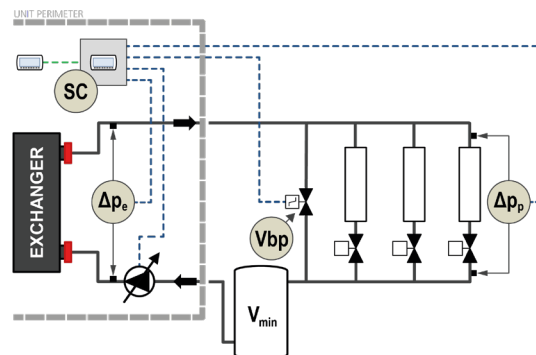 UNIT PERIMETER
SC
EXCHANGER
Δpe
Δpp
Vbp
Vmin